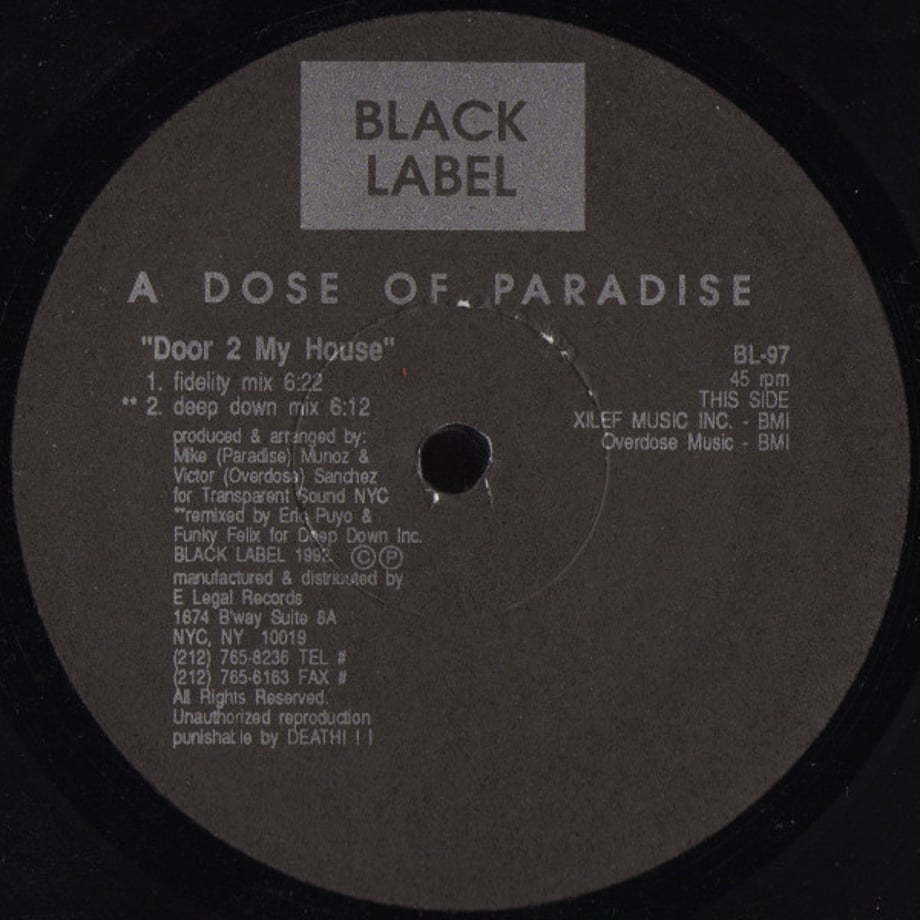 BLACK
LABEL
A DOSE OF PARADISE
"Door 2 My House"
1. fidelity mix 6:22
** 2. deep down mix 6:12
BL-97
45 rpm
THIS SIDE
XILEF MUSIC INC. - BMI
Overdose Music - BMI
produced & arranged by:
Mike (Paradise) Munoz &
Victor (Overdose) Sanchez
for Transparent Sound NYC
**remixed by Eric Puyo &
Funky Felix for Deep Down Inc.
BLACK LABEL Ⓒ Ⓟ
manufactured & distributed by
E Legal Records
1674 B'way Suite 8A
NYC, NY 10019
(212) 765-8236 TEL #
(212) 765-6163 FAX #
All Rights Reserved.
Unauthorized reproduction
punishable by DEATH! ! !